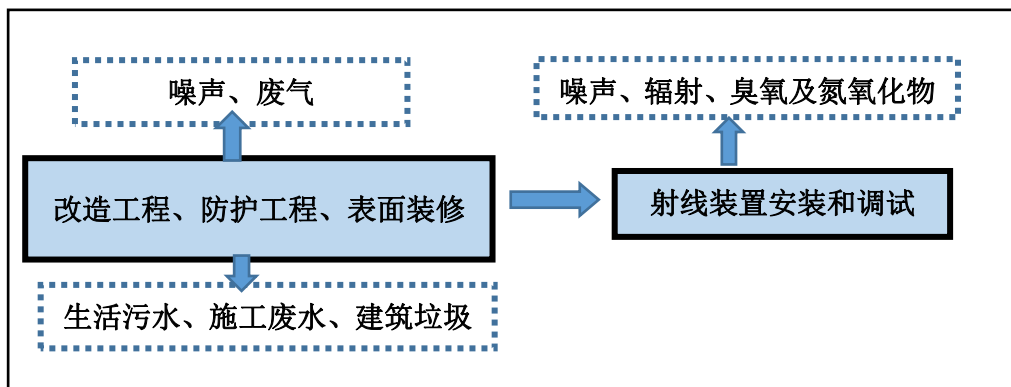 噪声、废气
噪声、辐射、臭氧及氮氧化物
改造工程、防护工程、表面装修
射线装置安装和调试
生活污水、施工废水、建筑垃圾